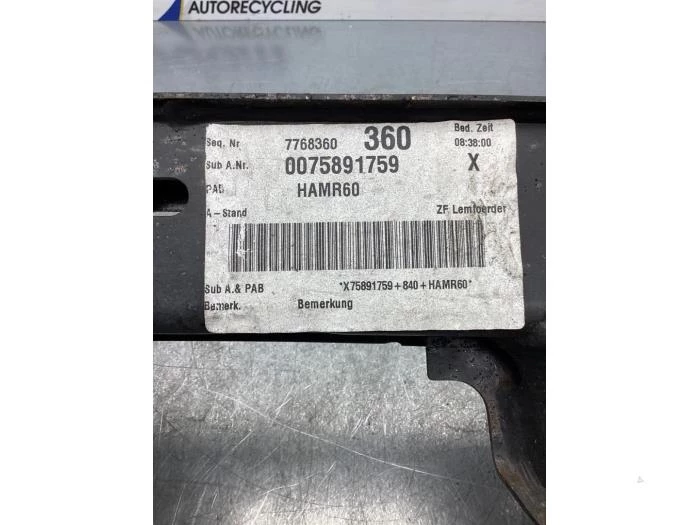 AUTORECYCLING
Seq. Nr 7768360 360 Bed. Zeit
08:38:00
Sub A.Nr. 0075891759 X
PAB HAMR60
A-Stand ZF Lemfoerder
Sub A.& PAB *X75891759+840+HAMR60*
Bemerk. Bemerkung